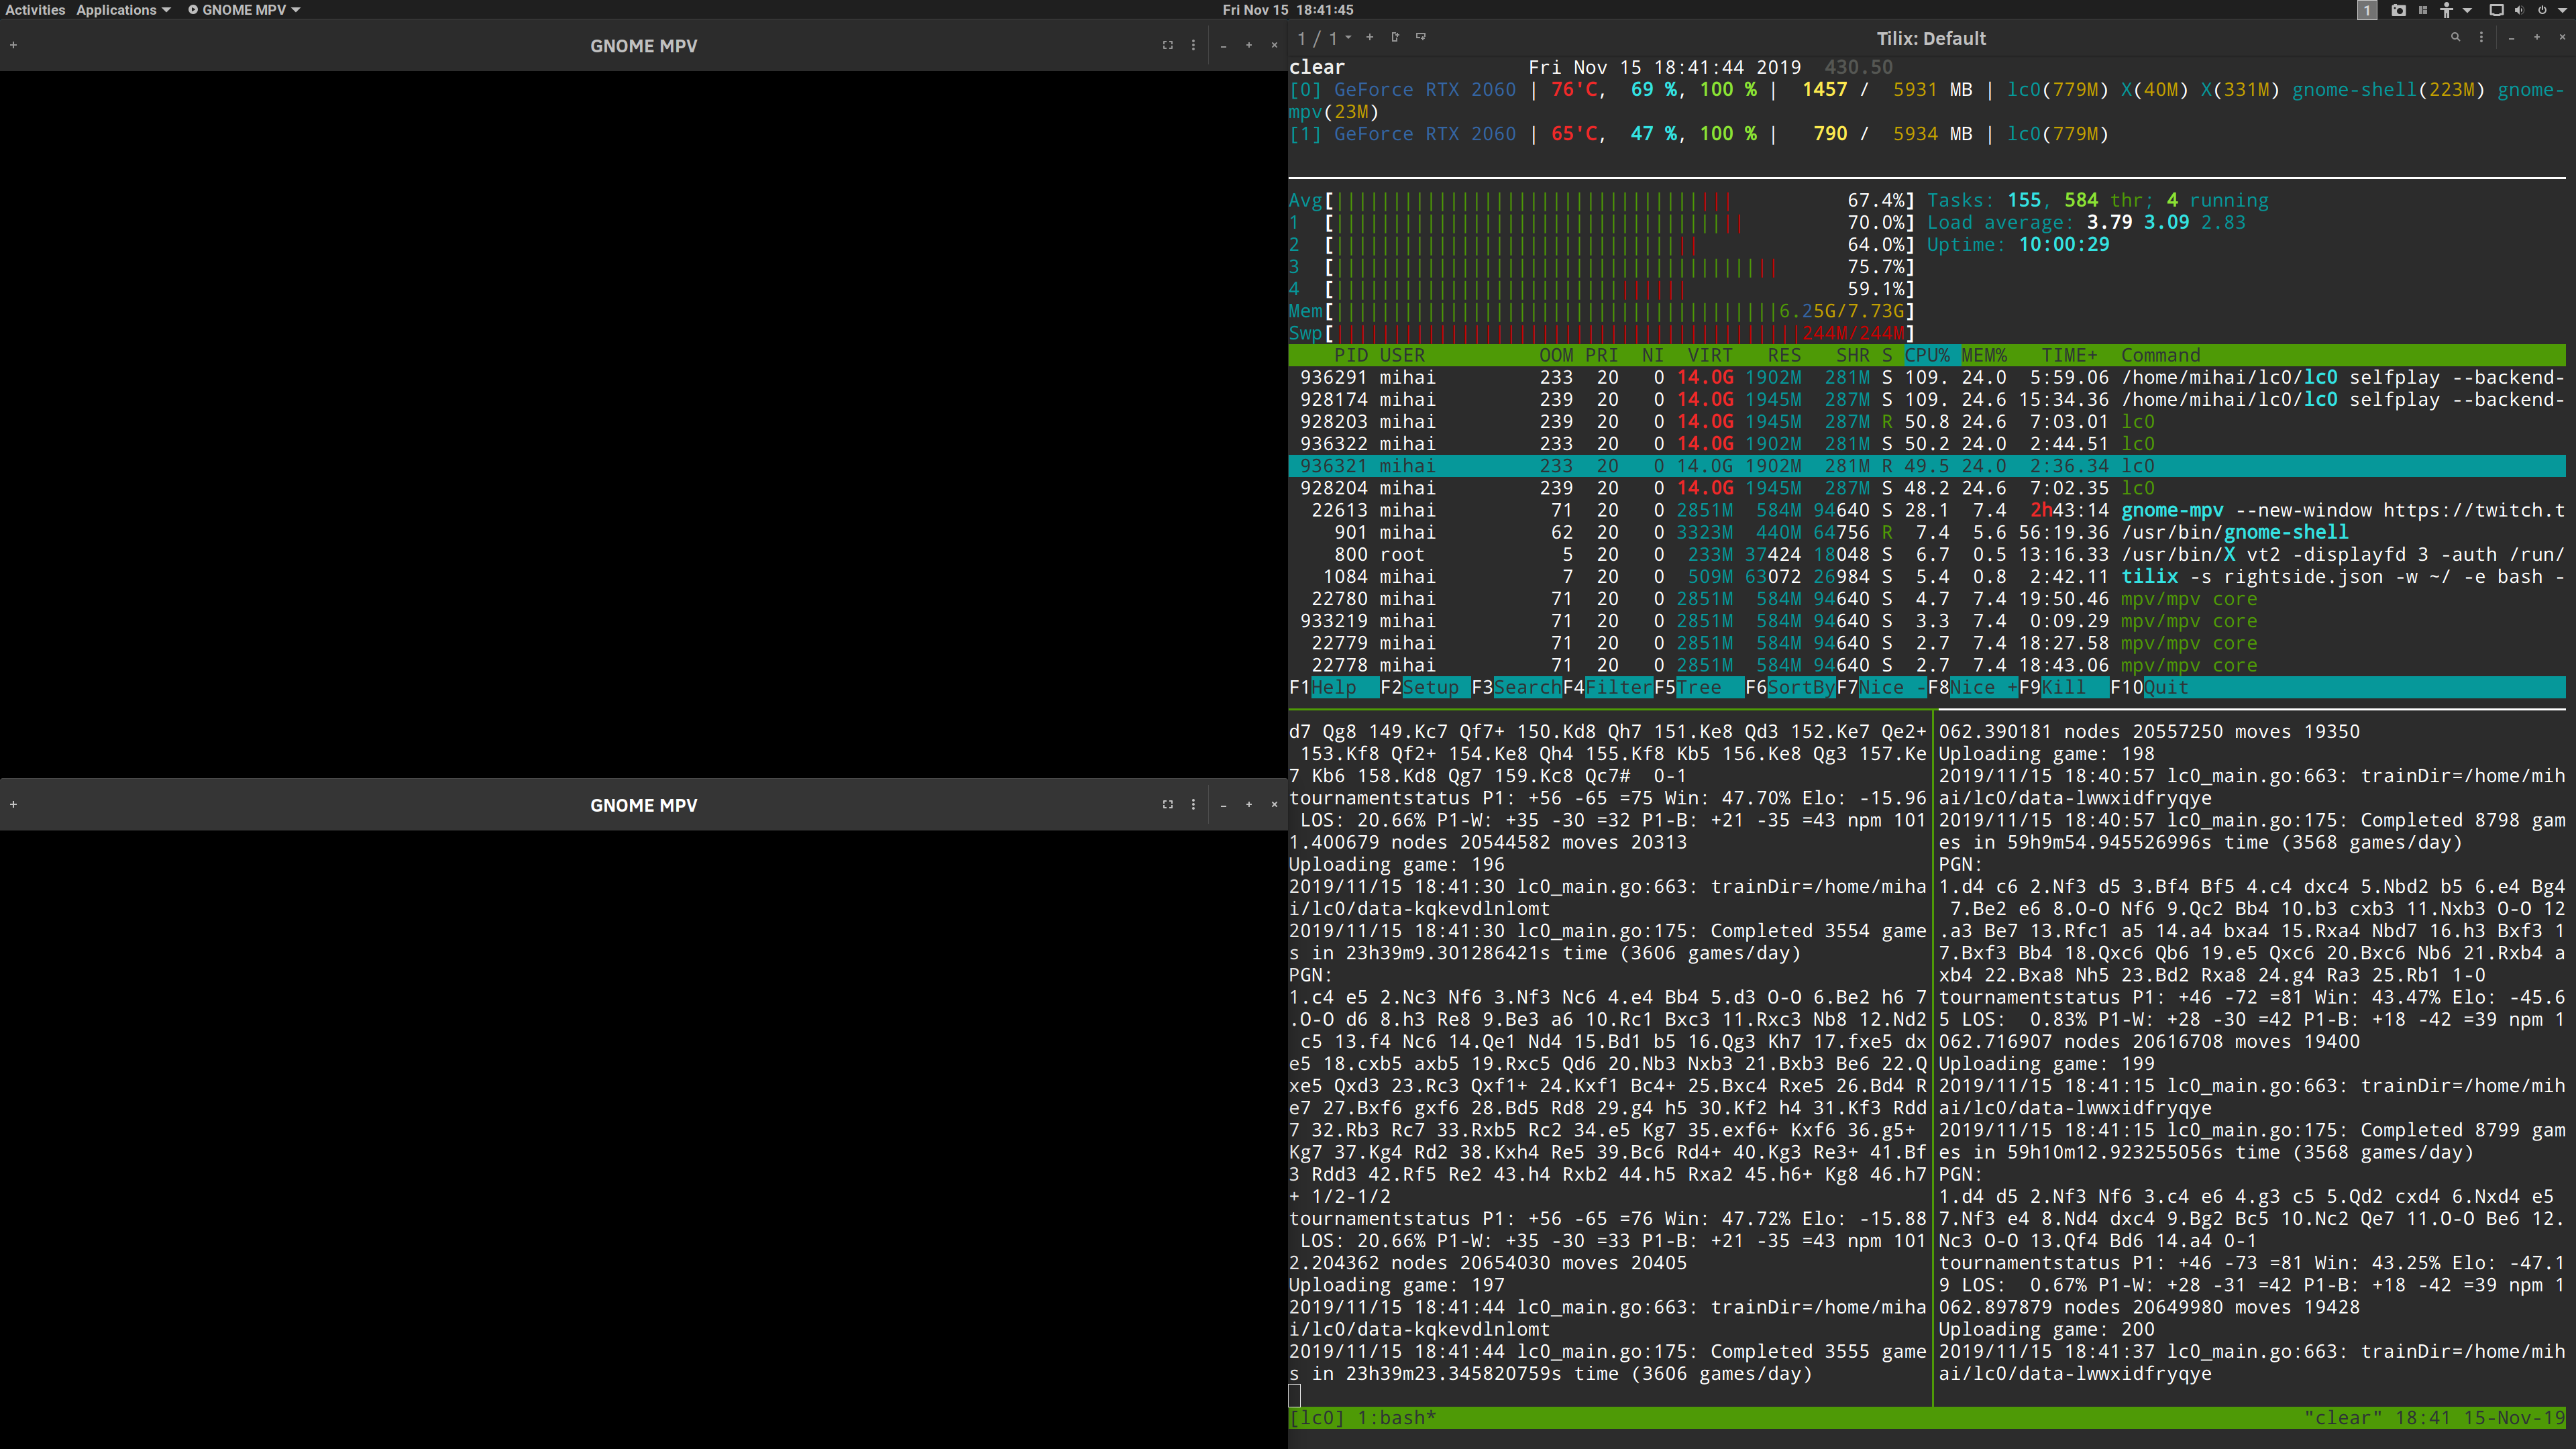 Activities Applications GNOME MPV Fri Nov 15 18:41:45 1
GNOME MPV
GNOME MPV
1 / 1 Tilix: Default
clear Fri Nov 15 18:41:44 2019 430.50
[0] GeForce RTX 2060 | 76'C, 69 %, 100 % | 1457 / 5931 MB | lc0(779M) X(40M) X(331M) gnome-shell(223M) gnome-
mpv(23M)
[1] GeForce RTX 2060 | 65'C, 47 %, 100 % | 790 / 5934 MB | lc0(779M)
Avg[ 67.4%] Tasks: 155, 584 thr; 4 running
1 [ 70.0%] Load average: 3.79 3.09 2.83
2 [ 64.0%] Uptime: 10:00:29
3 [ 75.7%]
4 [ 59.1%]
Mem[ 6.25G/7.73G]
Swp[ 244M/244M]
PID USER OOM PRI NI VIRT RES SHR S CPU% MEM% TIME+ Command
936291 mihai 233 20 0 14.0G 1902M 281M S 109. 24.0 5:59.06 /home/mihai/lc0/lc0 selfplay --backend-
928174 mihai 239 20 0 14.0G 1945M 287M S 109. 24.6 15:34.36 /home/mihai/lc0/lc0 selfplay --backend-
928203 mihai 239 20 0 14.0G 1945M 287M R 50.8 24.6 7:03.01 lc0
936322 mihai 233 20 0 14.0G 1902M 281M S 50.2 24.0 2:44.51 lc0
936321 mihai 233 20 0 14.0G 1902M 281M R 49.5 24.0 2:36.34 lc0
928204 mihai 239 20 0 14.0G 1945M 287M S 48.2 24.6 7:02.35 lc0
22613 mihai 71 20 0 2851M 584M 94640 S 28.1 7.4 2h43:14 gnome-mpv --new-window https://twitch.t
901 mihai 62 20 0 3323M 440M 64756 R 7.4 5.6 56:19.36 /usr/bin/gnome-shell
800 root 5 20 0 233M 37424 18048 S 6.7 0.5 13:16.33 /usr/bin/X vt2 -displayfd 3 -auth /run/
1084 mihai 7 20 0 509M 63072 26984 S 5.4 0.8 2:42.11 tilix -s rightside.json -w ~/ -e bash -
22780 mihai 71 20 0 2851M 584M 94640 S 4.7 7.4 19:50.46 mpv/mpv core
933219 mihai 71 20 0 2851M 584M 94640 S 3.3 7.4 0:09.29 mpv/mpv core
22779 mihai 71 20 0 2851M 584M 94640 S 2.7 7.4 18:27.58 mpv/mpv core
22778 mihai 71 20 0 2851M 584M 94640 S 2.7 7.4 18:43.06 mpv/mpv core
F1Help F2Setup F3SearchF4FilterF5Tree F6SortByF7Nice -F8Nice +F9Kill F10Quit
d7 Qg8 149.Kc7 Qf7+ 150.Kd8 Qh7 151.Ke8 Qd3 152.Ke7 Qe2+
153.Kf8 Qf2+ 154.Ke8 Qh4 155.Kf8 Kb5 156.Ke8 Qg3 157.Ke
7 Kb6 158.Kd8 Qg7 159.Kc8 Qc7# 0-1
tournamentstatus P1: +56 -65 =75 Win: 47.70% Elo: -15.96
LOS: 20.66% P1-W: +35 -30 =32 P1-B: +21 -35 =43 npm 101
1.400679 nodes 20544582 moves 20313
Uploading game: 196
2019/11/15 18:41:30 lc0_main.go:663: trainDir=/home/miha
i/lc0/data-kqkevdlnlomt
2019/11/15 18:41:30 lc0_main.go:175: Completed 3554 game
s in 23h39m9.301286421s time (3606 games/day)
PGN:
1.c4 e5 2.Nc3 Nf6 3.Nf3 Nc6 4.e4 Bb4 5.d3 O-O 6.Be2 h6 7
.O-O d6 8.h3 Re8 9.Be3 a6 10.Rc1 Bxc3 11.Rxc3 Nb8 12.Nd2
c5 13.f4 Nc6 14.Qe1 Nd4 15.Bd1 b5 16.Qg3 Kh7 17.fxe5 dx
e5 18.cxb5 axb5 19.Rxc5 Qd6 20.Nb3 Nxb3 21.Bxb3 Be6 22.Q
xe5 Qxd3 23.Rc3 Qxf1+ 24.Kxf1 Bc4+ 25.Bxc4 Rxe5 26.Bd4 R
e7 27.Bxf6 gxf6 28.Bd5 Rd8 29.g4 h5 30.Kf2 h4 31.Kf3 Rdd
7 32.Rb3 Rc7 33.Rxb5 Rc2 34.e5 Kg7 35.exf6+ Kxf6 36.g5+
Kg7 37.Kg4 Rd2 38.Kxh4 Re5 39.Bc6 Rd4+ 40.Kg3 Re3+ 41.Bf
3 Rdd3 42.Rf5 Re2 43.h4 Rxb2 44.h5 Rxa2 45.h6+ Kg8 46.h7
+ 1/2-1/2
tournamentstatus P1: +56 -65 =76 Win: 47.72% Elo: -15.88
LOS: 20.66% P1-W: +35 -30 =33 P1-B: +21 -35 =43 npm 101
2.204362 nodes 20654030 moves 20405
Uploading game: 197
2019/11/15 18:41:44 lc0_main.go:663: trainDir=/home/miha
i/lc0/data-kqkevdlnlomt
2019/11/15 18:41:44 lc0_main.go:175: Completed 3555 game
s in 23h39m23.345820759s time (3606 games/day)
062.390181 nodes 20557250 moves 19350
Uploading game: 198
2019/11/15 18:40:57 lc0_main.go:663: trainDir=/home/mih
ai/lc0/data-lwwxidfryqye
2019/11/15 18:40:57 lc0_main.go:175: Completed 8798 gam
es in 59h9m54.945526996s time (3568 games/day)
PGN:
1.d4 c6 2.Nf3 d5 3.Bf4 Bf5 4.c4 dxc4 5.Nbd2 b5 6.e4 Bg4
7.Be2 e6 8.O-O Nf6 9.Qc2 Bb4 10.b3 cxb3 11.Nxb3 O-O 12
.a3 Be7 13.Rfc1 a5 14.a4 bxa4 15.Rxa4 Nbd7 16.h3 Bxf3 1
7.Bxf3 Bb4 18.Qxc6 Qb6 19.e5 Qxc6 20.Bxc6 Nb6 21.Rxb4 a
xb4 22.Bxa8 Nh5 23.Bd2 Rxa8 24.g4 Ra3 25.Rb1 1-0
tournamentstatus P1: +46 -72 =81 Win: 43.47% Elo: -45.6
5 LOS: 0.83% P1-W: +28 -30 =42 P1-B: +18 -42 =39 npm 1
062.716907 nodes 20616708 moves 19400
Uploading game: 199
2019/11/15 18:41:15 lc0_main.go:663: trainDir=/home/mih
ai/lc0/data-lwwxidfryqye
2019/11/15 18:41:15 lc0_main.go:175: Completed 8799 gam
es in 59h10m12.923255056s time (3568 games/day)
PGN:
1.d4 d5 2.Nf3 Nf6 3.c4 e6 4.g3 c5 5.Qd2 cxd4 6.Nxd4 e5
7.Nf3 e4 8.Nd4 dxc4 9.Bg2 Bc5 10.Nc2 Qe7 11.O-O Be6 12.
Nc3 O-O 13.Qf4 Bd6 14.a4 0-1
tournamentstatus P1: +46 -73 =81 Win: 43.25% Elo: -47.1
9 LOS: 0.67% P1-W: +28 -31 =42 P1-B: +18 -42 =39 npm 1
062.897879 nodes 20649980 moves 19428
Uploading game: 200
2019/11/15 18:41:37 lc0_main.go:663: trainDir=/home/mih
ai/lc0/data-lwwxidfryqye
[lc0] 1:bash* "clear" 18:41 15-Nov-19